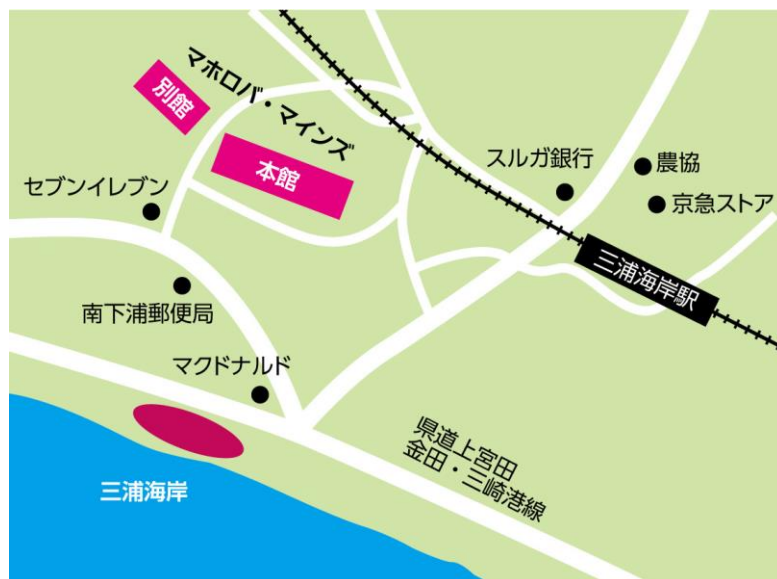 マホロバ・マインズ
別館
本館
スルガ銀行
農協
京急ストア
セブンイレブン
三浦海岸駅
南下浦郵便局
マクドナルド
県道上宮田
金田・三崎港線
三浦海岸